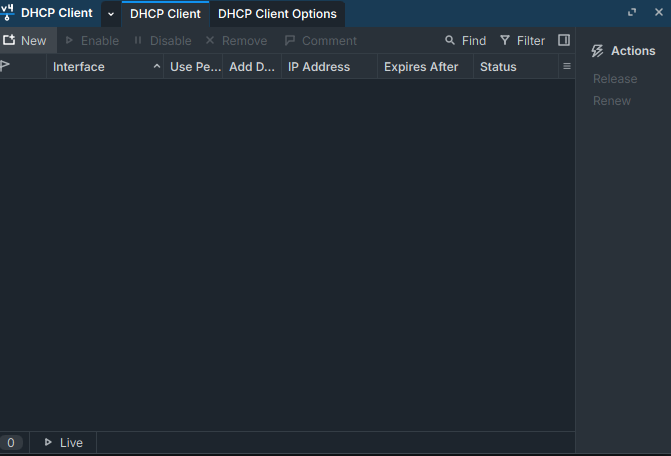 v4 DHCP Client DHCP Client DHCP Client Options
New Enable Disable Remove Comment Find Filter
Actions
Interface Use Pe... Add D... IP Address Expires After Status
Release
Renew
0 Live